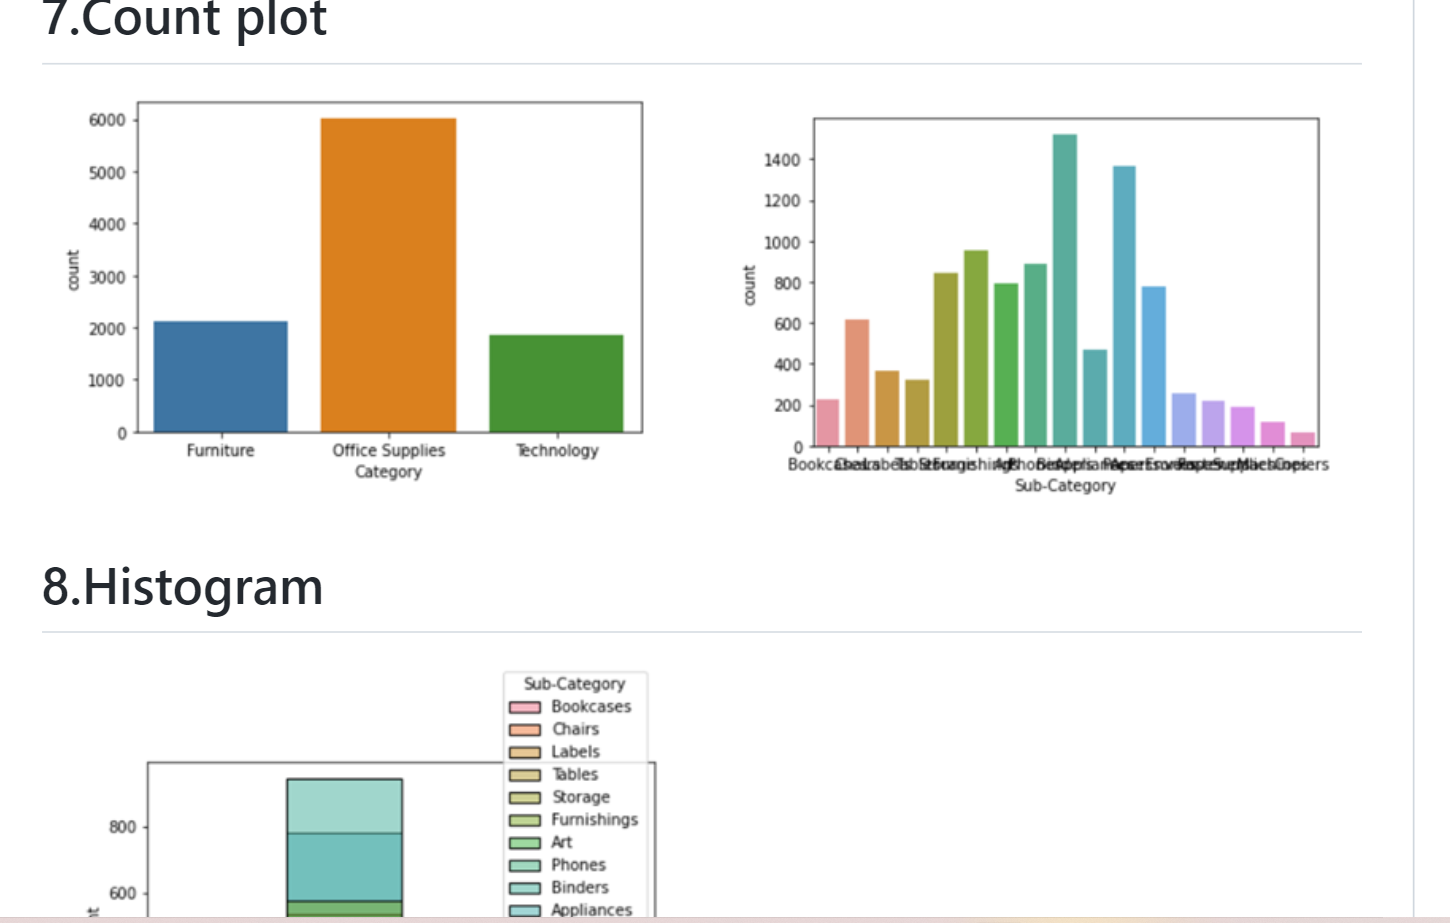 7.Count plot
6000
5000
4000
3000
2000
1000
0
count
Furniture
Office Supplies
Technology
Category
1400
1200
1000
800
600
400
200
0
count
Sub-Category
8.Histogram
Sub-Category
Bookcases
Chairs
Labels
Tables
Storage
Furnishings
Art
Phones
Binders
Appliances
800
600